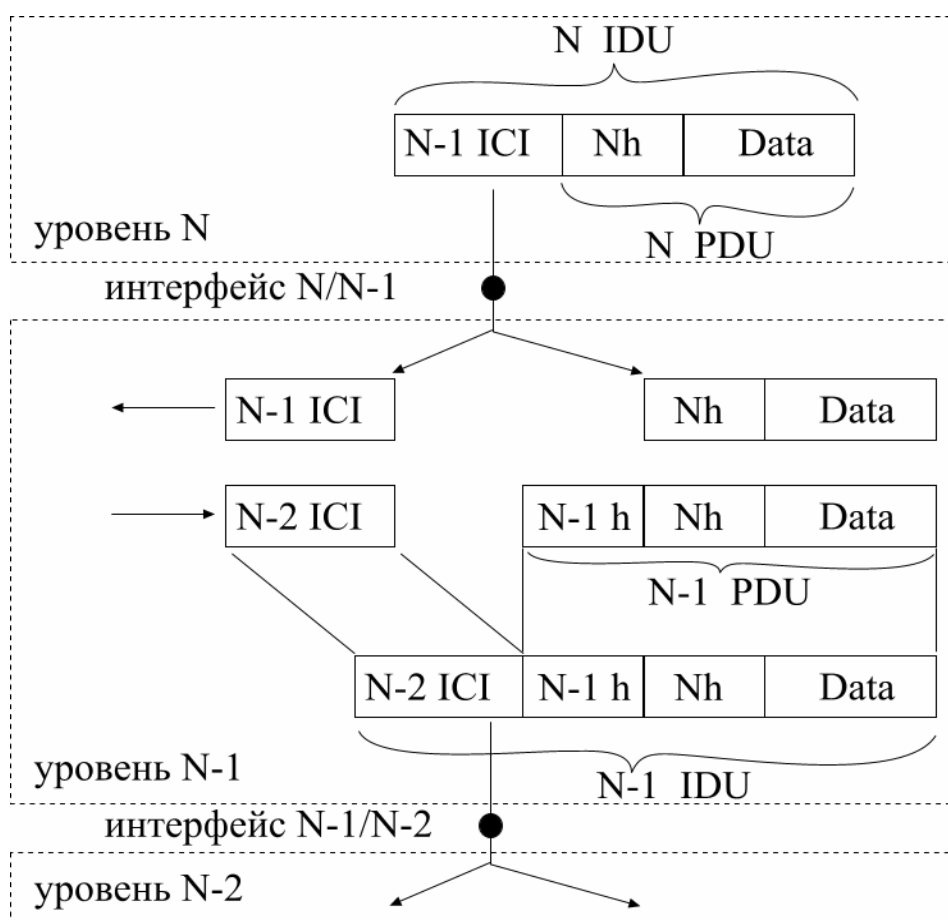 N IDU
N-1 ICI Nh Data
уровень N
N PDU
интерфейс N/N-1
N-1 ICI Nh Data
N-2 ICI N-1 h Nh Data
N-1 PDU
N-2 ICI N-1 h Nh Data
уровень N-1
N-1 IDU
интерфейс N-1/N-2
уровень N-2